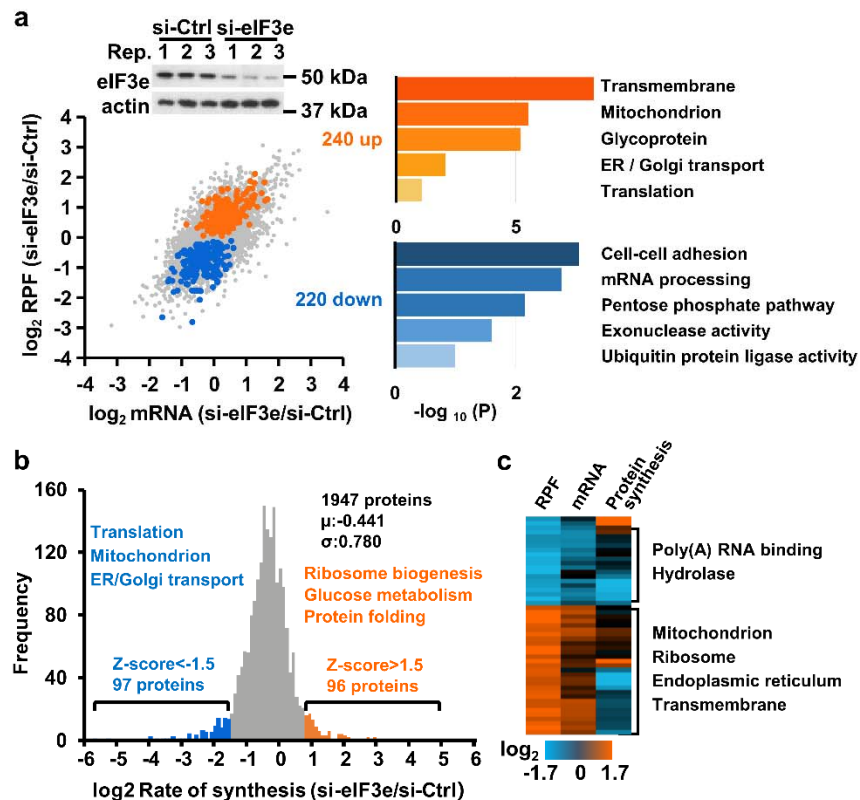 a
si-Ctrl si-eIF3e
Rep. 1 2 3 1 2 3
eIF3e 50 kDa
actin 37 kDa
4
3
2
1
0
-1
-2
-3
-4
log2 RPF (si-eIF3e/si-Ctrl)
-4 -3 -2 -1 0 1 2 3 4
log2 mRNA (si-eIF3e/si-Ctrl)
240 up
Transmembrane
Mitochondrion
Glycoprotein
ER / Golgi transport
Translation
0 5
220 down
Cell-cell adhesion
mRNA processing
Pentose phosphate pathway
Exonuclease activity
Ubiquitin protein ligase activity
0 2
-log 10 (P)
b
160
120
80
40
0
Frequency
Translation
Mitochondrion
ER/Golgi transport
1947 proteins
μ:-0.441
σ:0.780
Ribosome biogenesis
Glucose metabolism
Protein folding
Z-score<-1.5
97 proteins
Z-score>1.5
96 proteins
-6 -5 -4 -3 -2 -1 0 1 2 3 4 5 6
log2 Rate of synthesis (si-eIF3e/si-Ctrl)
c
RPF
mRNA
Protein
synthesis
Poly(A) RNA binding
Hydrolase
Mitochondrion
Ribosome
Endoplasmic reticulum
Transmembrane
log2
-1.7 0 1.7